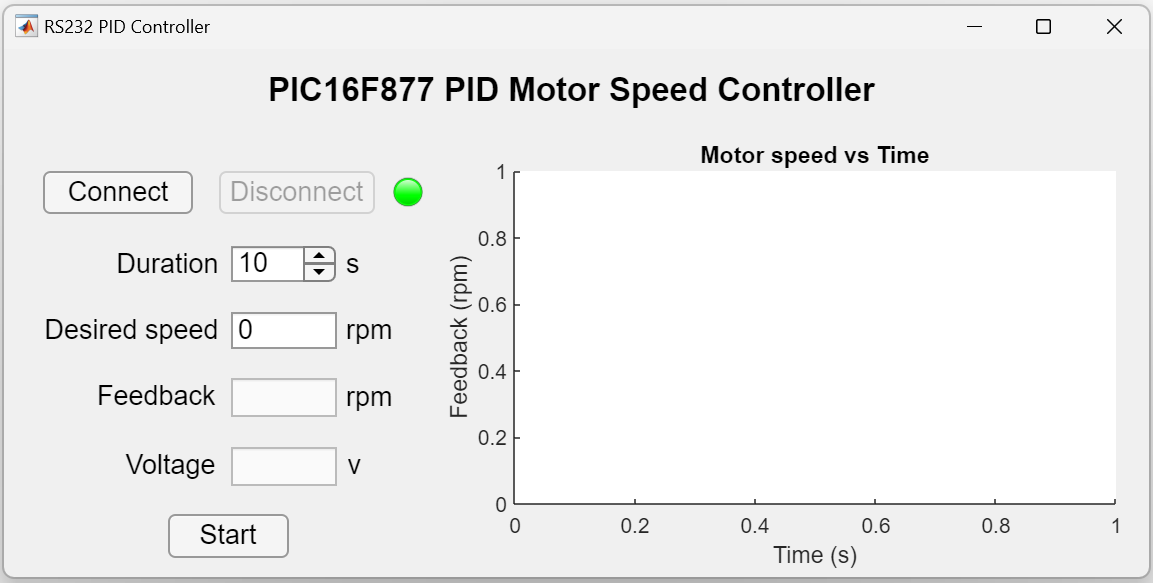 RS232 PID Controller
PIC16F877 PID Motor Speed Controller
Connect
Disconnect
Duration 10 s
Desired speed 0 rpm
Feedback rpm
Voltage v
Start
Motor speed vs Time
Feedback (rpm)
1
0.8
0.6
0.4
0.2
0
0 0.2 0.4 0.6 0.8 1
Time (s)